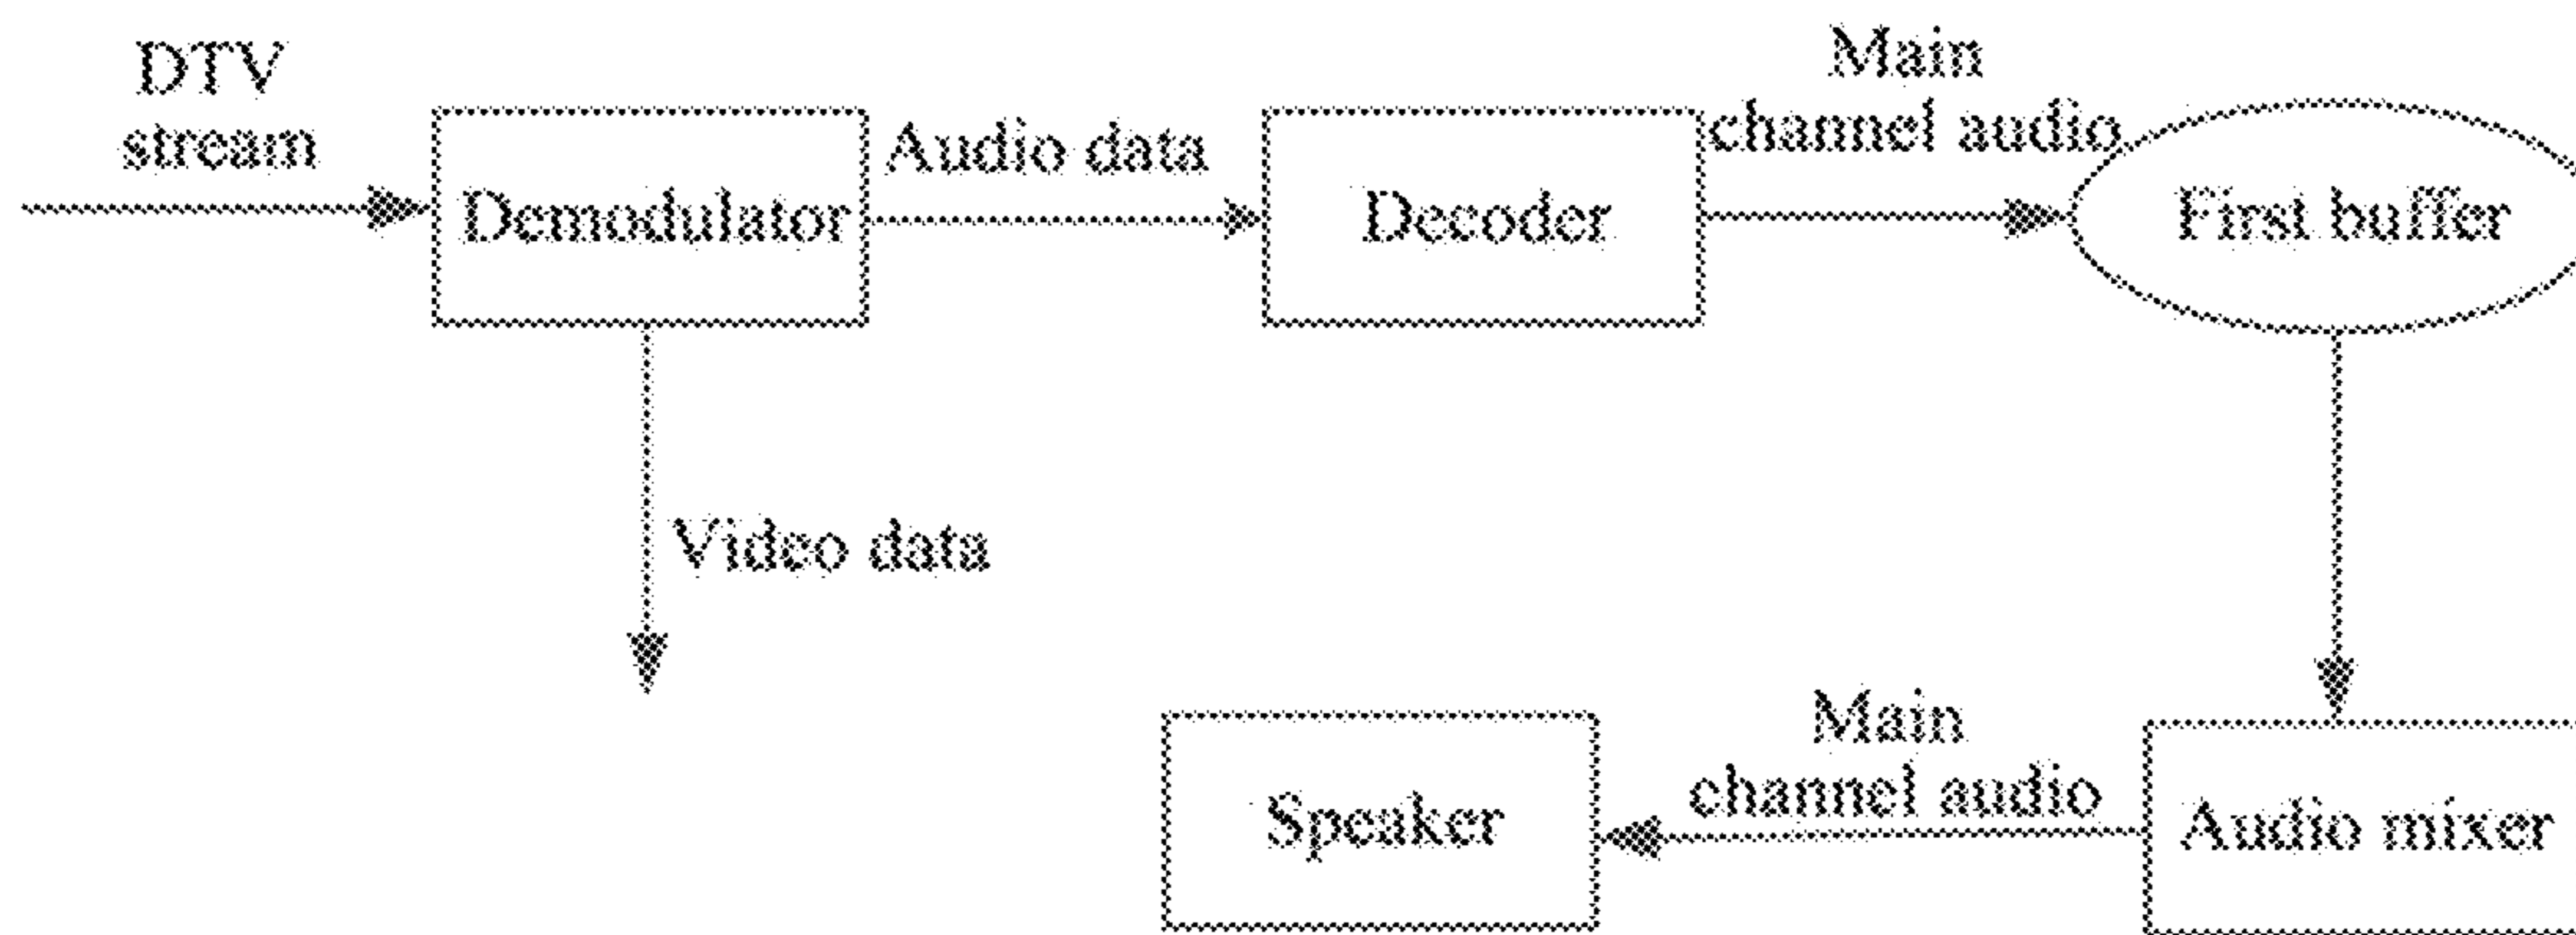 DTV
stream
Demodulator
Audio data
Decoder
Main
channel audio
First buffer
Video data
Speaker
Main
channel audio
Audio mixer